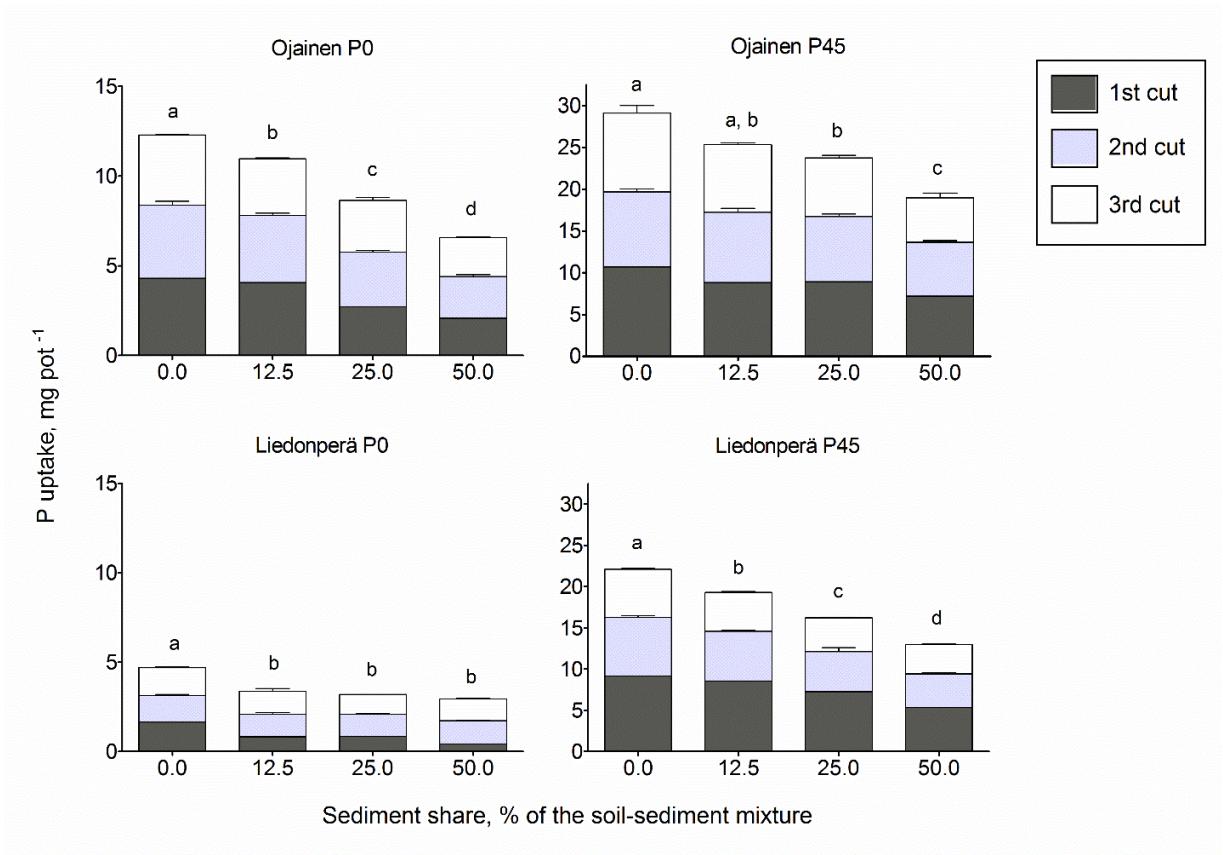 Ojainen P0
Ojainen P45
1st cut
2nd cut
3rd cut
15
10
5
0
a
b
c
d
0.0
12.5
25.0
50.0
30
25
20
15
10
5
0
a
a, b
b
c
0.0
12.5
25.0
50.0
P uptake, mg pot⁻¹
Liedonperä P0
Liedonperä P45
15
10
5
0
a
b
b
b
0.0
12.5
25.0
50.0
30
25
20
15
10
5
0
a
b
c
d
0.0
12.5
25.0
50.0
Sediment share, % of the soil-sediment mixture